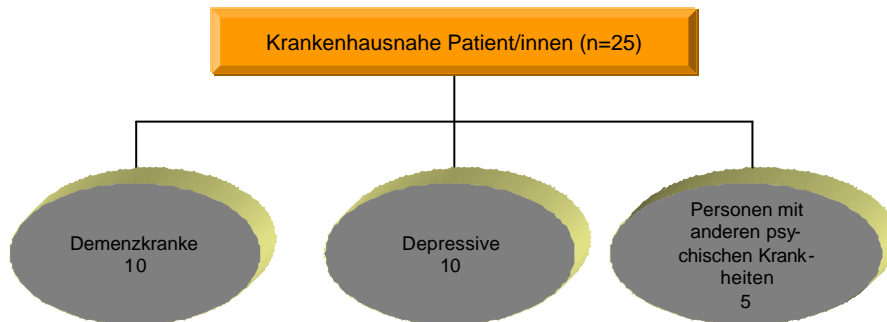 Krankenhausnahe Patient/innen (n=25)
Demenzkranke
10
Depressive
10
Personen mit
anderen psy-
chischen Krank-
heiten
5